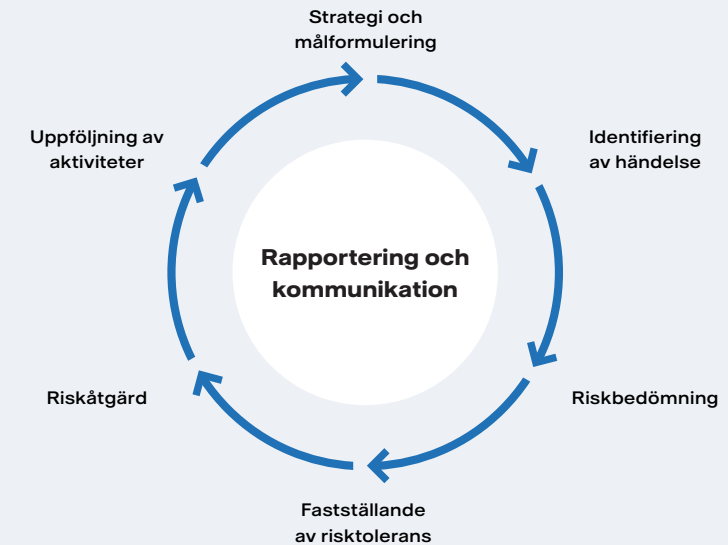 Strategi och
målformulering
Identifiering
av händelse
Riskbedömning
Fastställande
av risktolerans
Riskåtgärd
Uppföljning av
aktiviteter
Rapportering och
kommunikation